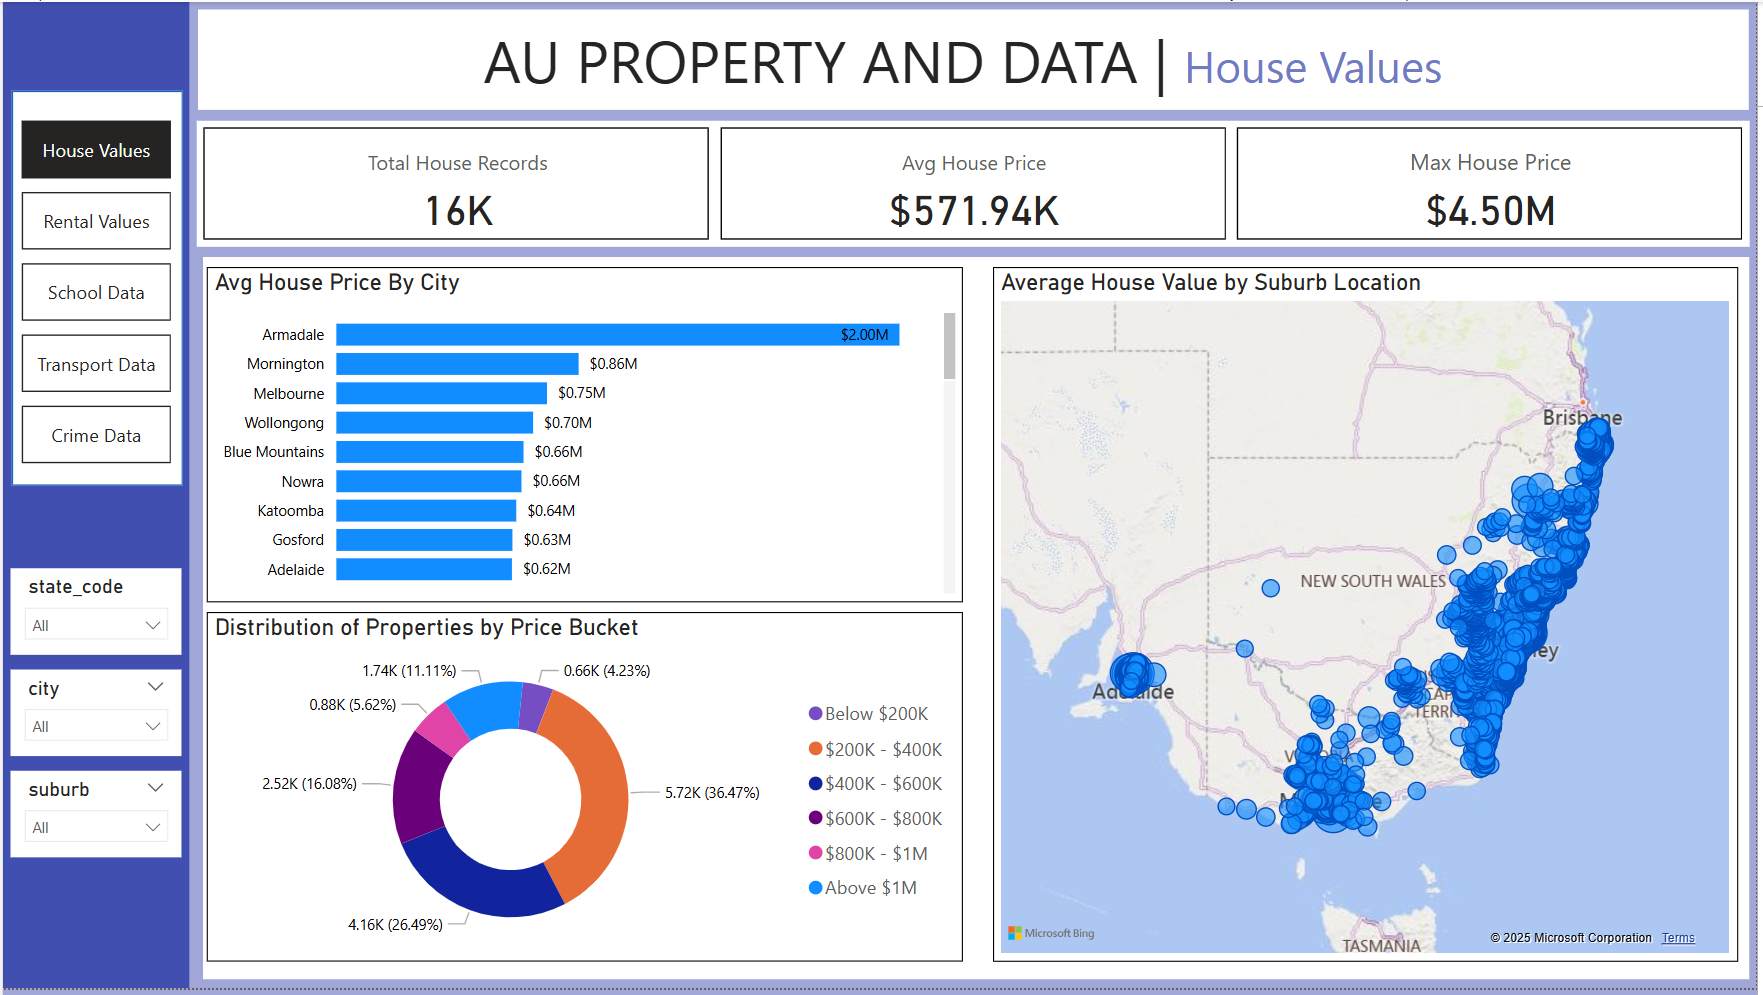 AU PROPERTY AND DATA | House Values
House Values
Rental Values
School Data
Transport Data
Crime Data
state_code
All
city
All
suburb
All
Total House Records
16K
Avg House Price
$571.94K
Max House Price
$4.50M
Avg House Price By City
Armadale $2.00M
Mornington $0.86M
Melbourne $0.75M
Wollongong $0.70M
Blue Mountains $0.66M
Nowra $0.66M
Katoomba $0.64M
Gosford $0.63M
Adelaide $0.62M
Distribution of Properties by Price Bucket
1.74K (11.11%)
0.66K (4.23%)
0.88K (5.62%)
2.52K (16.08%)
5.72K (36.47%)
4.16K (26.49%)
Below $200K
$200K - $400K
$400K - $600K
$600K - $800K
$800K - $1M
Above $1M
Average House Value by Suburb Location
Brisbane
NEW SOUTH WALES
Adelaide
TASMANIA
Microsoft Bing
© 2025 Microsoft Corporation Terms